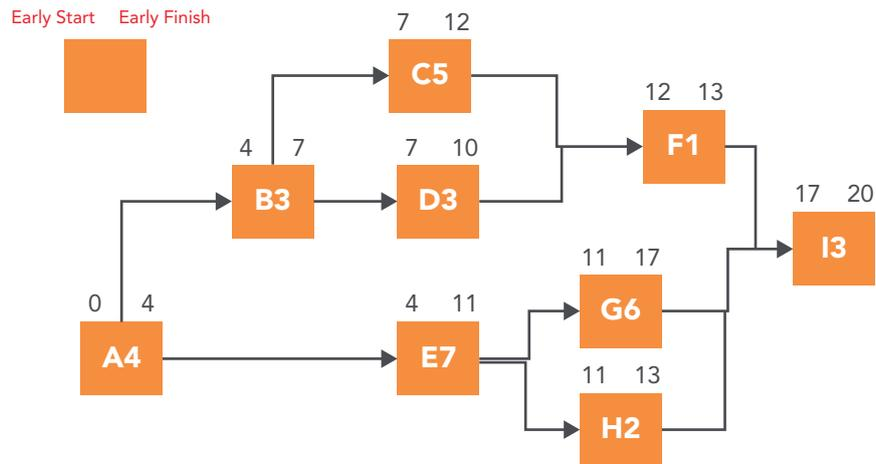 Early Start Early Finish
7 12
C5
12 13
F1
4 7
B3
7 10
D3
17 20
I3
11 17
G6
0 4
A4
4 11
E7
11 13
H2